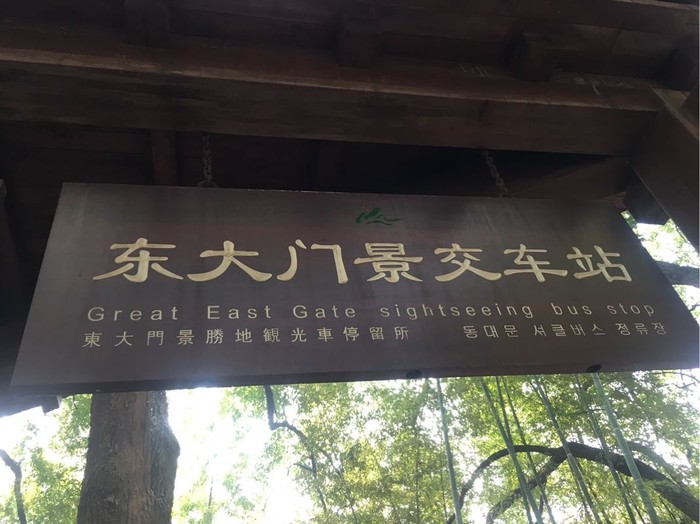 东大门景交车站
Great East Gate sightseeing bus stop
東大門景勝地観光車停留所 동대문 셔클버스 정류장